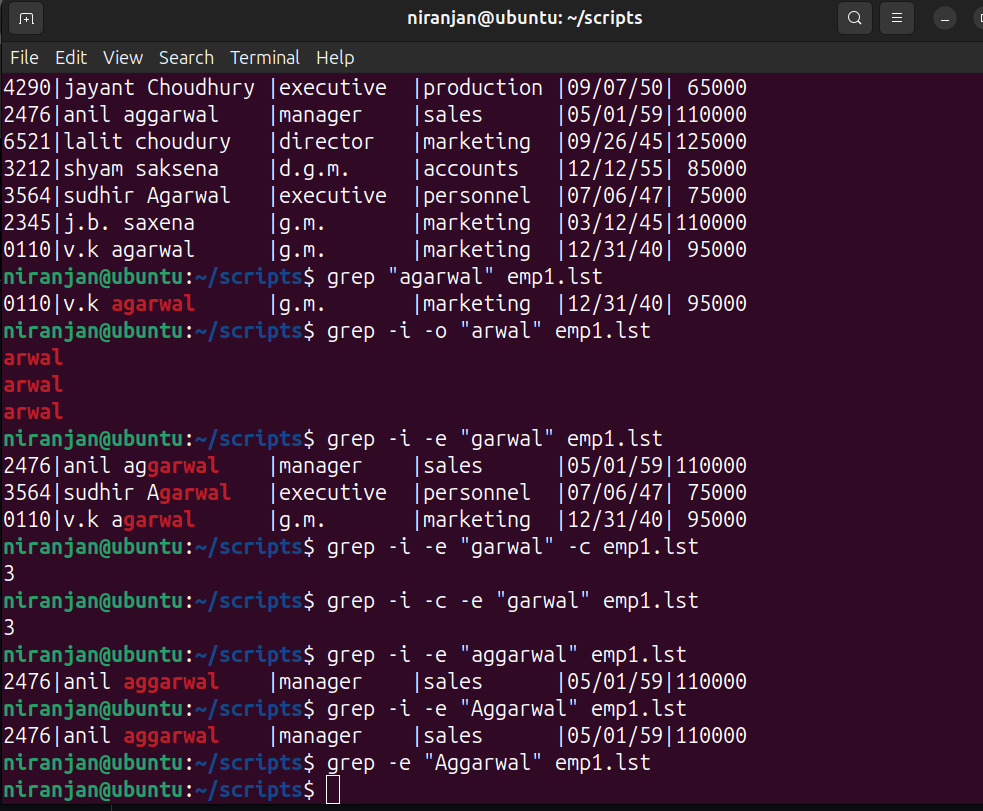 niranjan@ubuntu: ~/scripts
File Edit View Search Terminal Help
4290|jayant Choudhury |executive  |production |09/07/50| 65000
2476|anil aggarwal    |manager    |sales      |05/01/59|110000
6521|lalit choudury   |director   |marketing  |09/26/45|125000
3212|shyam saksena    |d.g.m.     |accounts   |12/12/55| 85000
3564|sudhir Agarwal   |executive  |personnel  |07/06/47| 75000
2345|j.b. saxena      |g.m.       |marketing  |03/12/45|110000
0110|v.k agarwal      |g.m.       |marketing  |12/31/40| 95000
niranjan@ubuntu:~/scripts$ grep "agarwal" emp1.lst
0110|v.k agarwal      |g.m.       |marketing  |12/31/40| 95000
niranjan@ubuntu:~/scripts$ grep -i -o "arwal" emp1.lst
arwal
arwal
arwal
niranjan@ubuntu:~/scripts$ grep -i -e "garwal" emp1.lst
2476|anil aggarwal    |manager    |sales      |05/01/59|110000
3564|sudhir Agarwal   |executive  |personnel  |07/06/47| 75000
0110|v.k agarwal      |g.m.       |marketing  |12/31/40| 95000
niranjan@ubuntu:~/scripts$ grep -i -e "garwal" -c emp1.lst
3
niranjan@ubuntu:~/scripts$ grep -i -c -e "garwal" emp1.lst
3
niranjan@ubuntu:~/scripts$ grep -i -e "aggarwal" emp1.lst
2476|anil aggarwal    |manager    |sales      |05/01/59|110000
niranjan@ubuntu:~/scripts$ grep -i -e "Aggarwal" emp1.lst
2476|anil aggarwal    |manager    |sales      |05/01/59|110000
niranjan@ubuntu:~/scripts$ grep -e "Aggarwal" emp1.lst
niranjan@ubuntu:~/scripts$